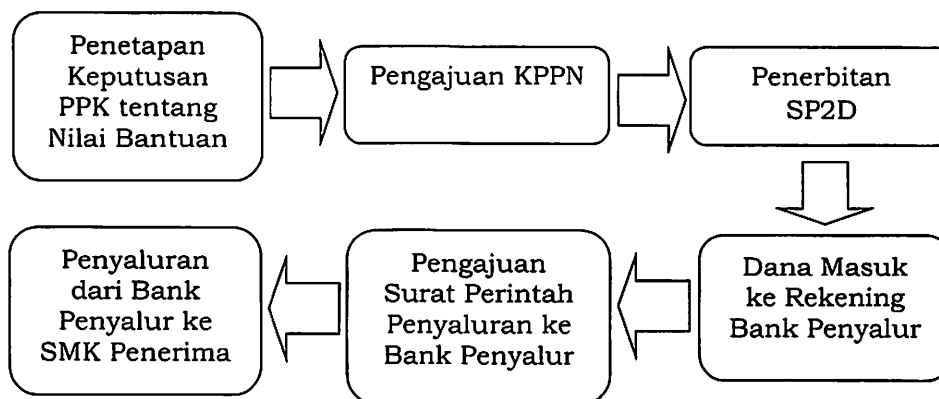 Penetapan
Keputusan
PPK tentang
Nilai Bantuan
Pengajuan KPPN
Penerbitan
SP2D
Dana Masuk
ke Rekening
Bank Penyalur
Pengajuan
Surat Perintah
Penyaluran ke
Bank Penyalur
Penyaluran
dari Bank
Penyalur ke
SMK Penerima